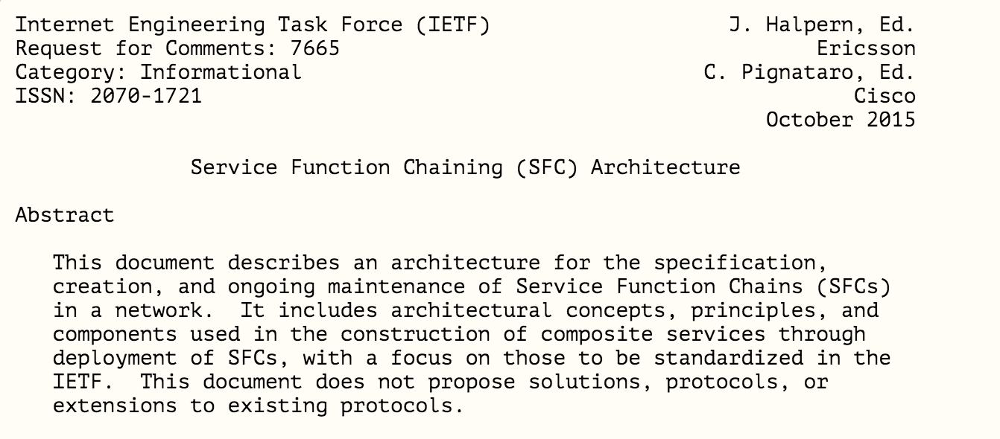 Internet Engineering Task Force (IETF)                   J. Halpern, Ed.
Request for Comments: 7665                                      Ericsson
Category: Informational                                C. Pignataro, Ed.
ISSN: 2070-1721                                                    Cisco
October 2015
Service Function Chaining (SFC) Architecture
Abstract
This document describes an architecture for the specification,
creation, and ongoing maintenance of Service Function Chains (SFCs)
in a network.  It includes architectural concepts, principles, and
components used in the construction of composite services through
deployment of SFCs, with a focus on those to be standardized in the
IETF.  This document does not propose solutions, protocols, or
extensions to existing protocols.